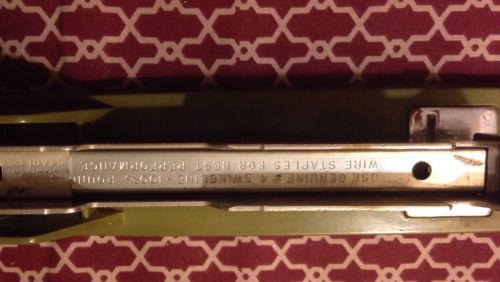 USE GENUINE #4 SWINGLINE - 100% ROUND
WIRE STAPLES FOR BEST PERFORMANCE